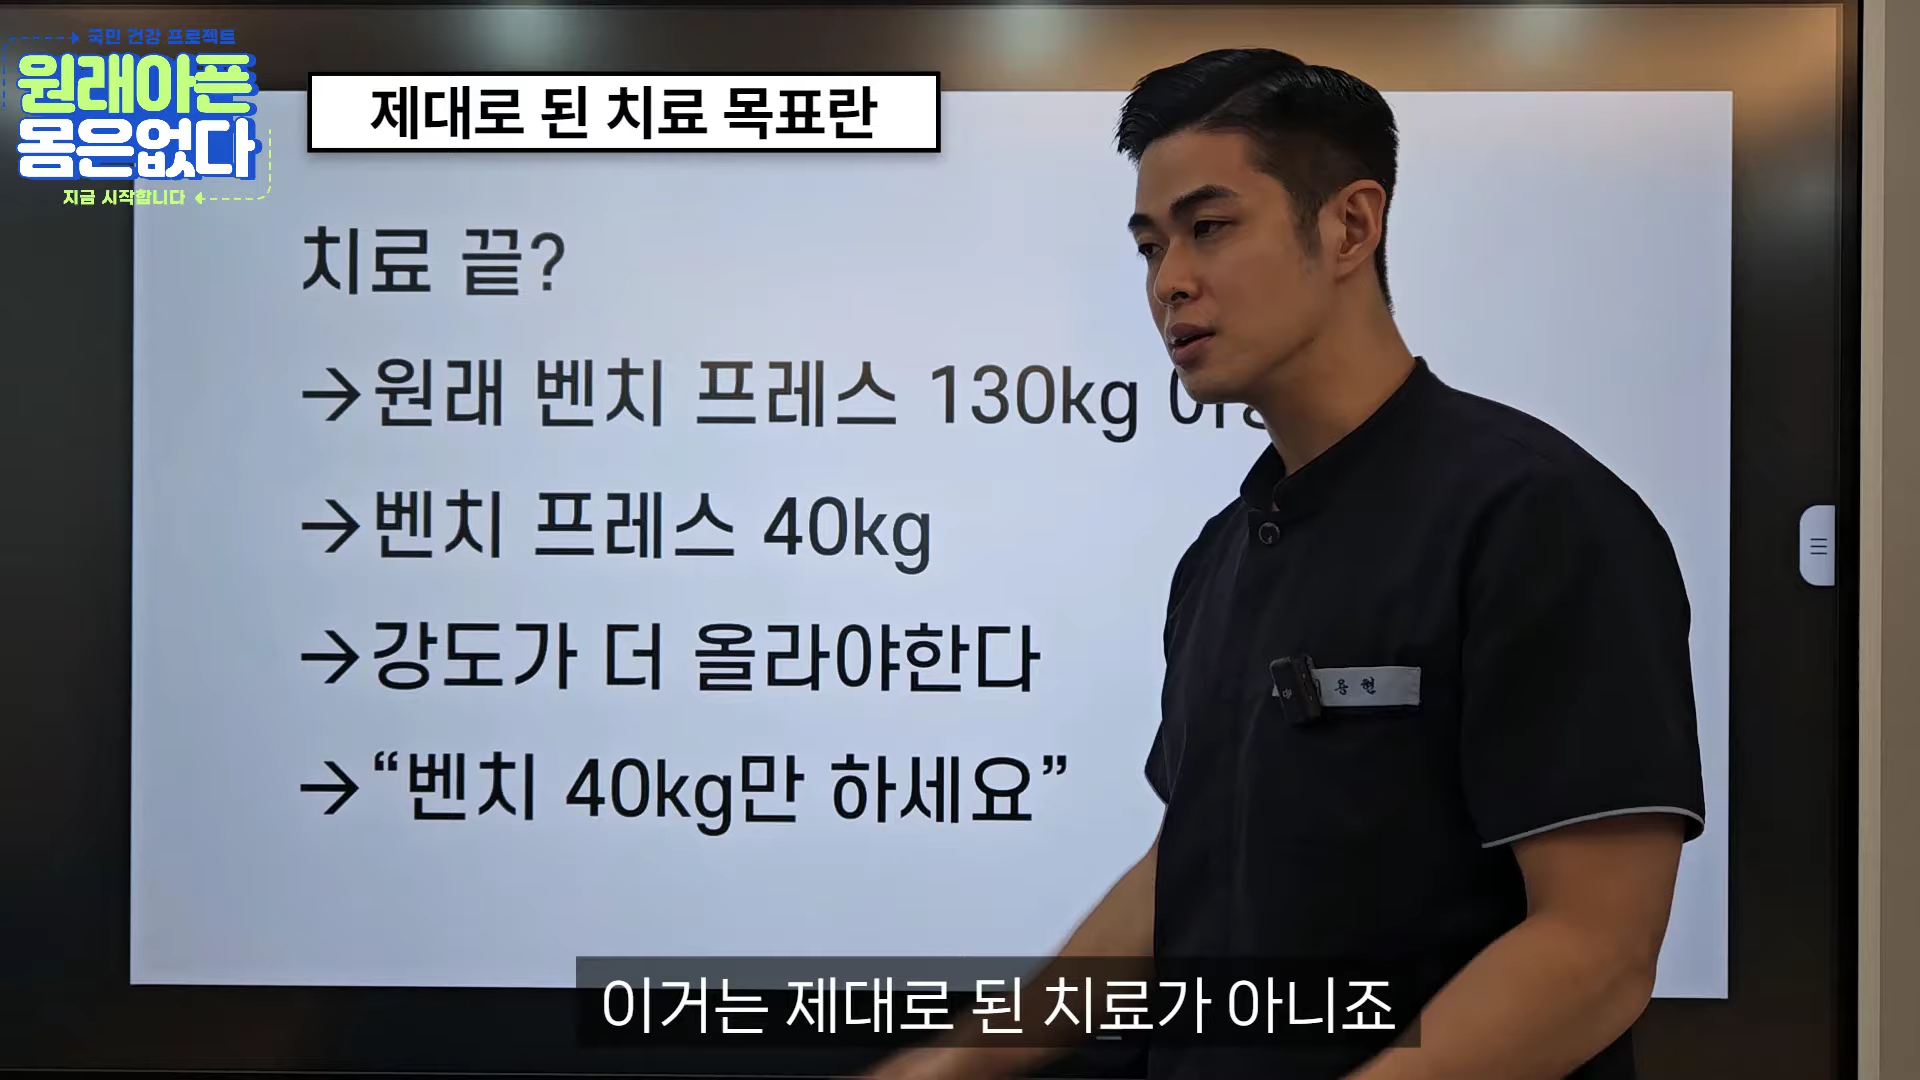 국민 건강 프로젝트
원래아픈
몸은없다
지금 시작합니다
제대로 된 치료 목표란
치료 끝?
→원래 벤치 프레스 130kg
→벤치 프레스 40kg
→강도가 더 올라야한다
→“벤치 40kg만 하세요”
용현
이거는 제대로 된 치료가 아니죠